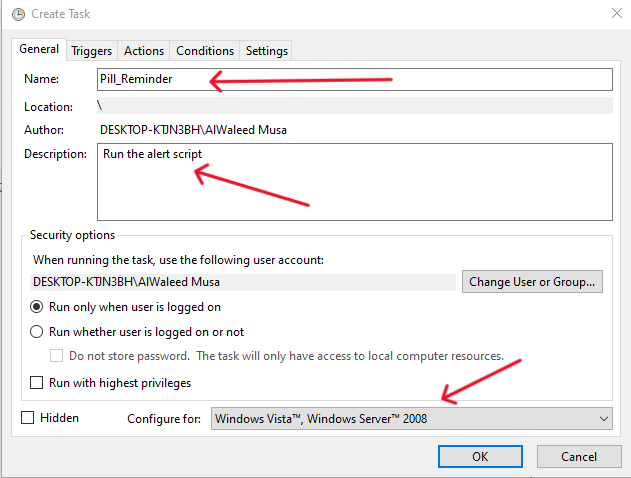 Create Task
General Triggers Actions Conditions Settings
Name: Pill_Reminder
Location: \
Author: DESKTOP-KTJN3BH\AlWaleed Musa
Description: Run the alert script
Security options
When running the task, use the following user account:
DESKTOP-KTJN3BH\AlWaleed Musa Change User or Group...
Run only when user is logged on
Run whether user is logged on or not
Do not store password. The task will only have access to local computer resources.
Run with highest privileges
Hidden Configure for: Windows Vista™, Windows Server™ 2008
OK Cancel